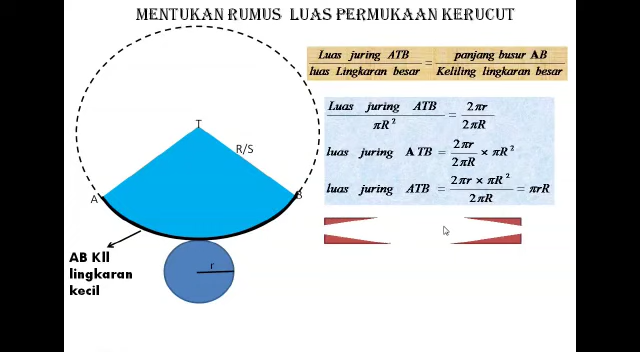 MENTUKAN RUMUS LUAS PERMUKAAN KERUCUT
Luas juring ATB / luas Lingkaran besar = panjang busur AB / Keliling lingkaran besar
Luas juring ATB / πR² = 2πr / 2πR
luas juring ATB = 2πr / 2πR × πR²
luas juring ATB = 2πr × πR² / 2πR = πrR
T
R/S
A
B
AB Kll
lingkaran
kecil
r